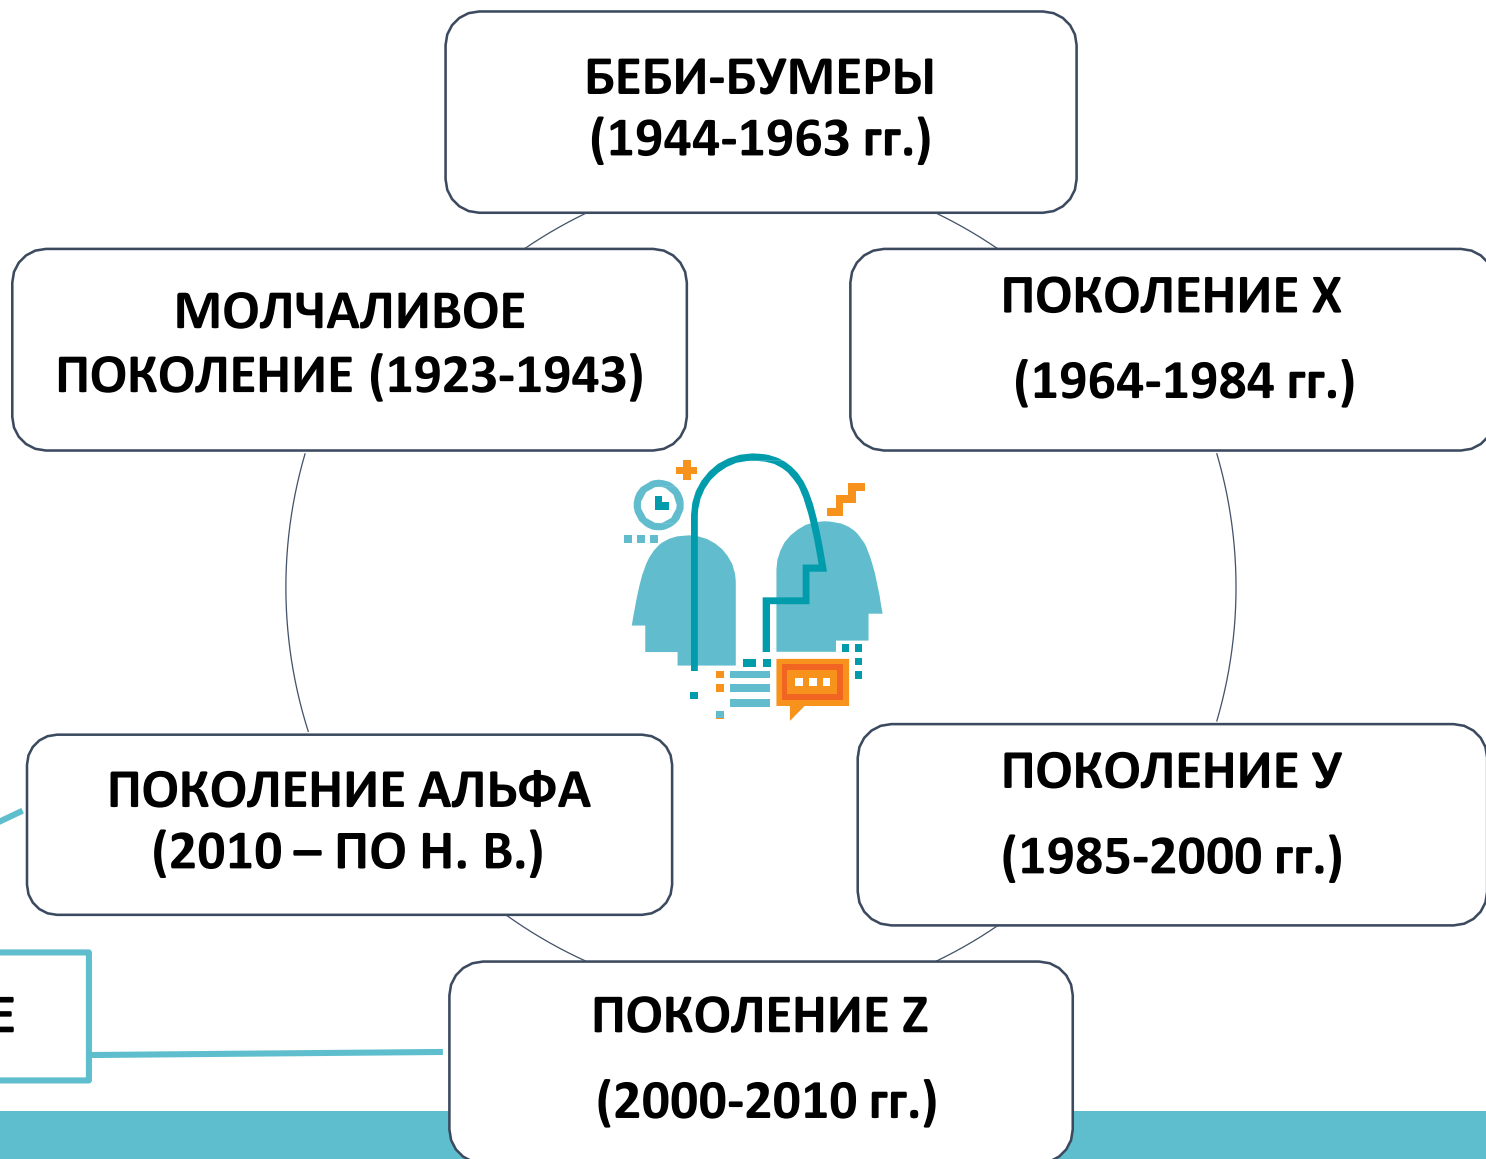 БЕБИ-БУМЕРЫ
(1944-1963 гг.)
МОЛЧАЛИВОЕ
ПОКОЛЕНИЕ (1923-1943)
ПОКОЛЕНИЕ X
(1964-1984 гг.)
ПОКОЛЕНИЕ АЛЬФА
(2010 – ПО Н. В.)
ПОКОЛЕНИЕ У
(1985-2000 гг.)
ПОКОЛЕНИЕ Z
(2000-2010 гг.)